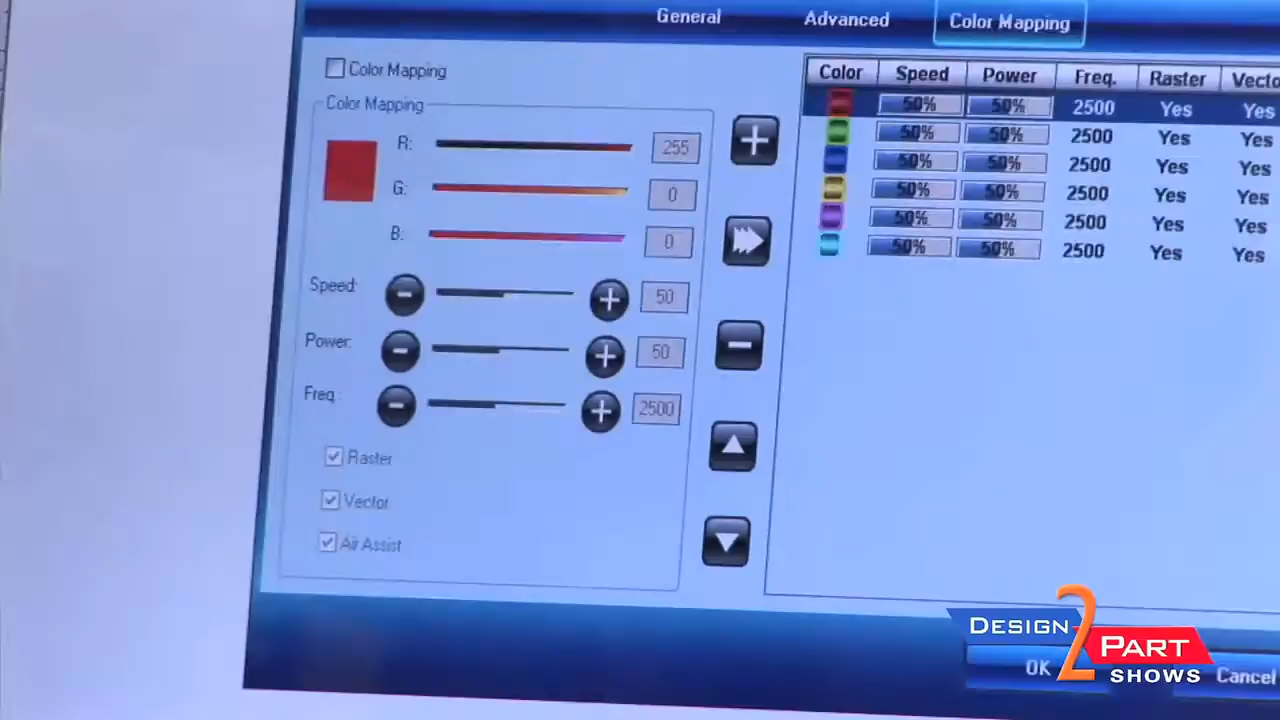 General Advanced Color Mapping
Color Mapping
Color Mapping
R: 255
G: 0
B: 0
Speed: 50
Power: 50
Freq.: 2500
Raster
Vector
Air Assist
Color Speed Power Freq. Raster Vecto
50% 50% 2500 Yes Yes
50% 50% 2500 Yes Yes
50% 50% 2500 Yes Yes
50% 50% 2500 Yes Yes
50% 50% 2500 Yes Yes
50% 50% 2500 Yes Yes
OK Cancel
DESIGN 2 PART SHOWS